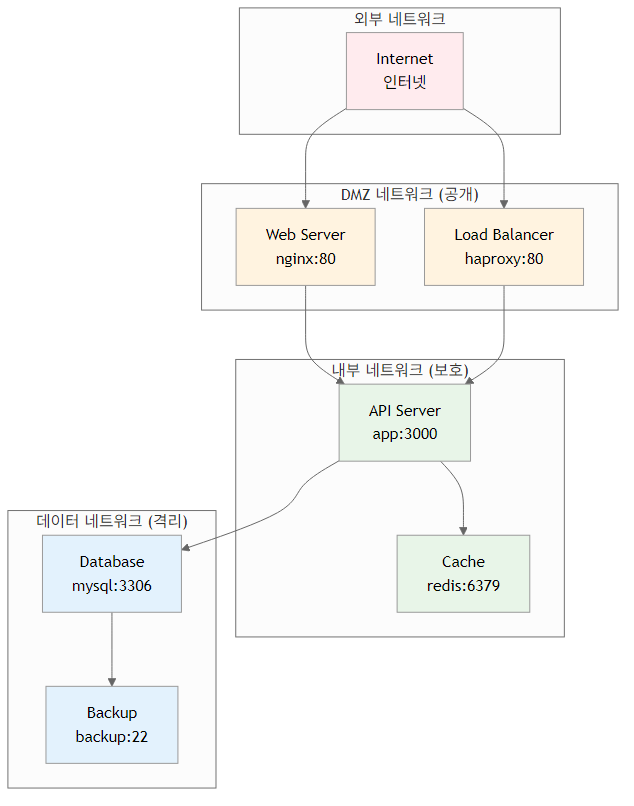 외부 네트워크
Internet
인터넷
DMZ 네트워크 (공개)
Web Server
nginx:80
Load Balancer
haproxy:80
내부 네트워크 (보호)
API Server
app:3000
데이터 네트워크 (격리)
Database
mysql:3306
Cache
redis:6379
Backup
backup:22